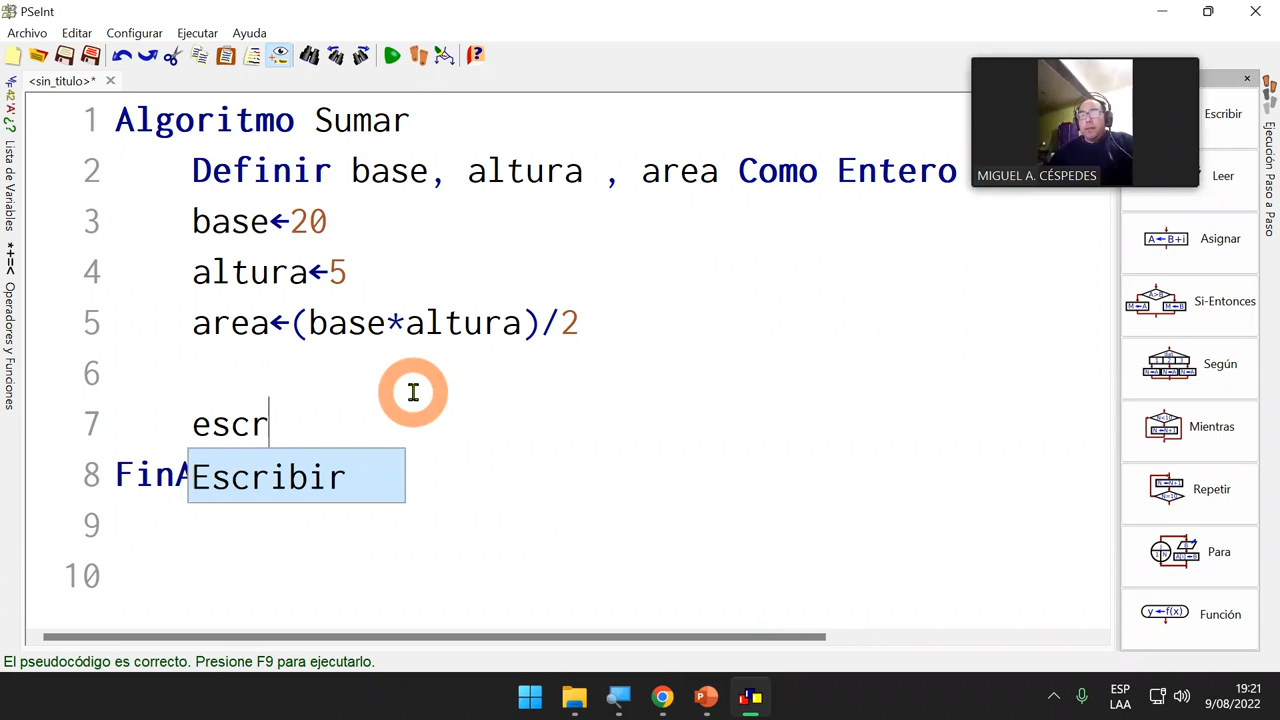 PSeInt
Archivo Editar Configurar Ejecutar Ayuda
<sin_titulo>*
1 Algoritmo Sumar
2 Definir base, altura , area Como Entero
3 base←20
4 altura←5
5 area←(base*altura)/2
6
7 escr
Escribir
8 FinA
9
10
MIGUEL A. CÉSPEDES
Escribir
Leer
A←B+i Asignar
A>B M←A M←B Si-Entonces
Según
Mientras
Repetir
Para
y←f(x) Función
Lista de Variables
*+=< Operadores y Funciones
Ejecución Paso a Paso
El pseudocódigo es correcto. Presione F9 para ejecutarlo.
ESP
LAA
19:21
9/08/2022